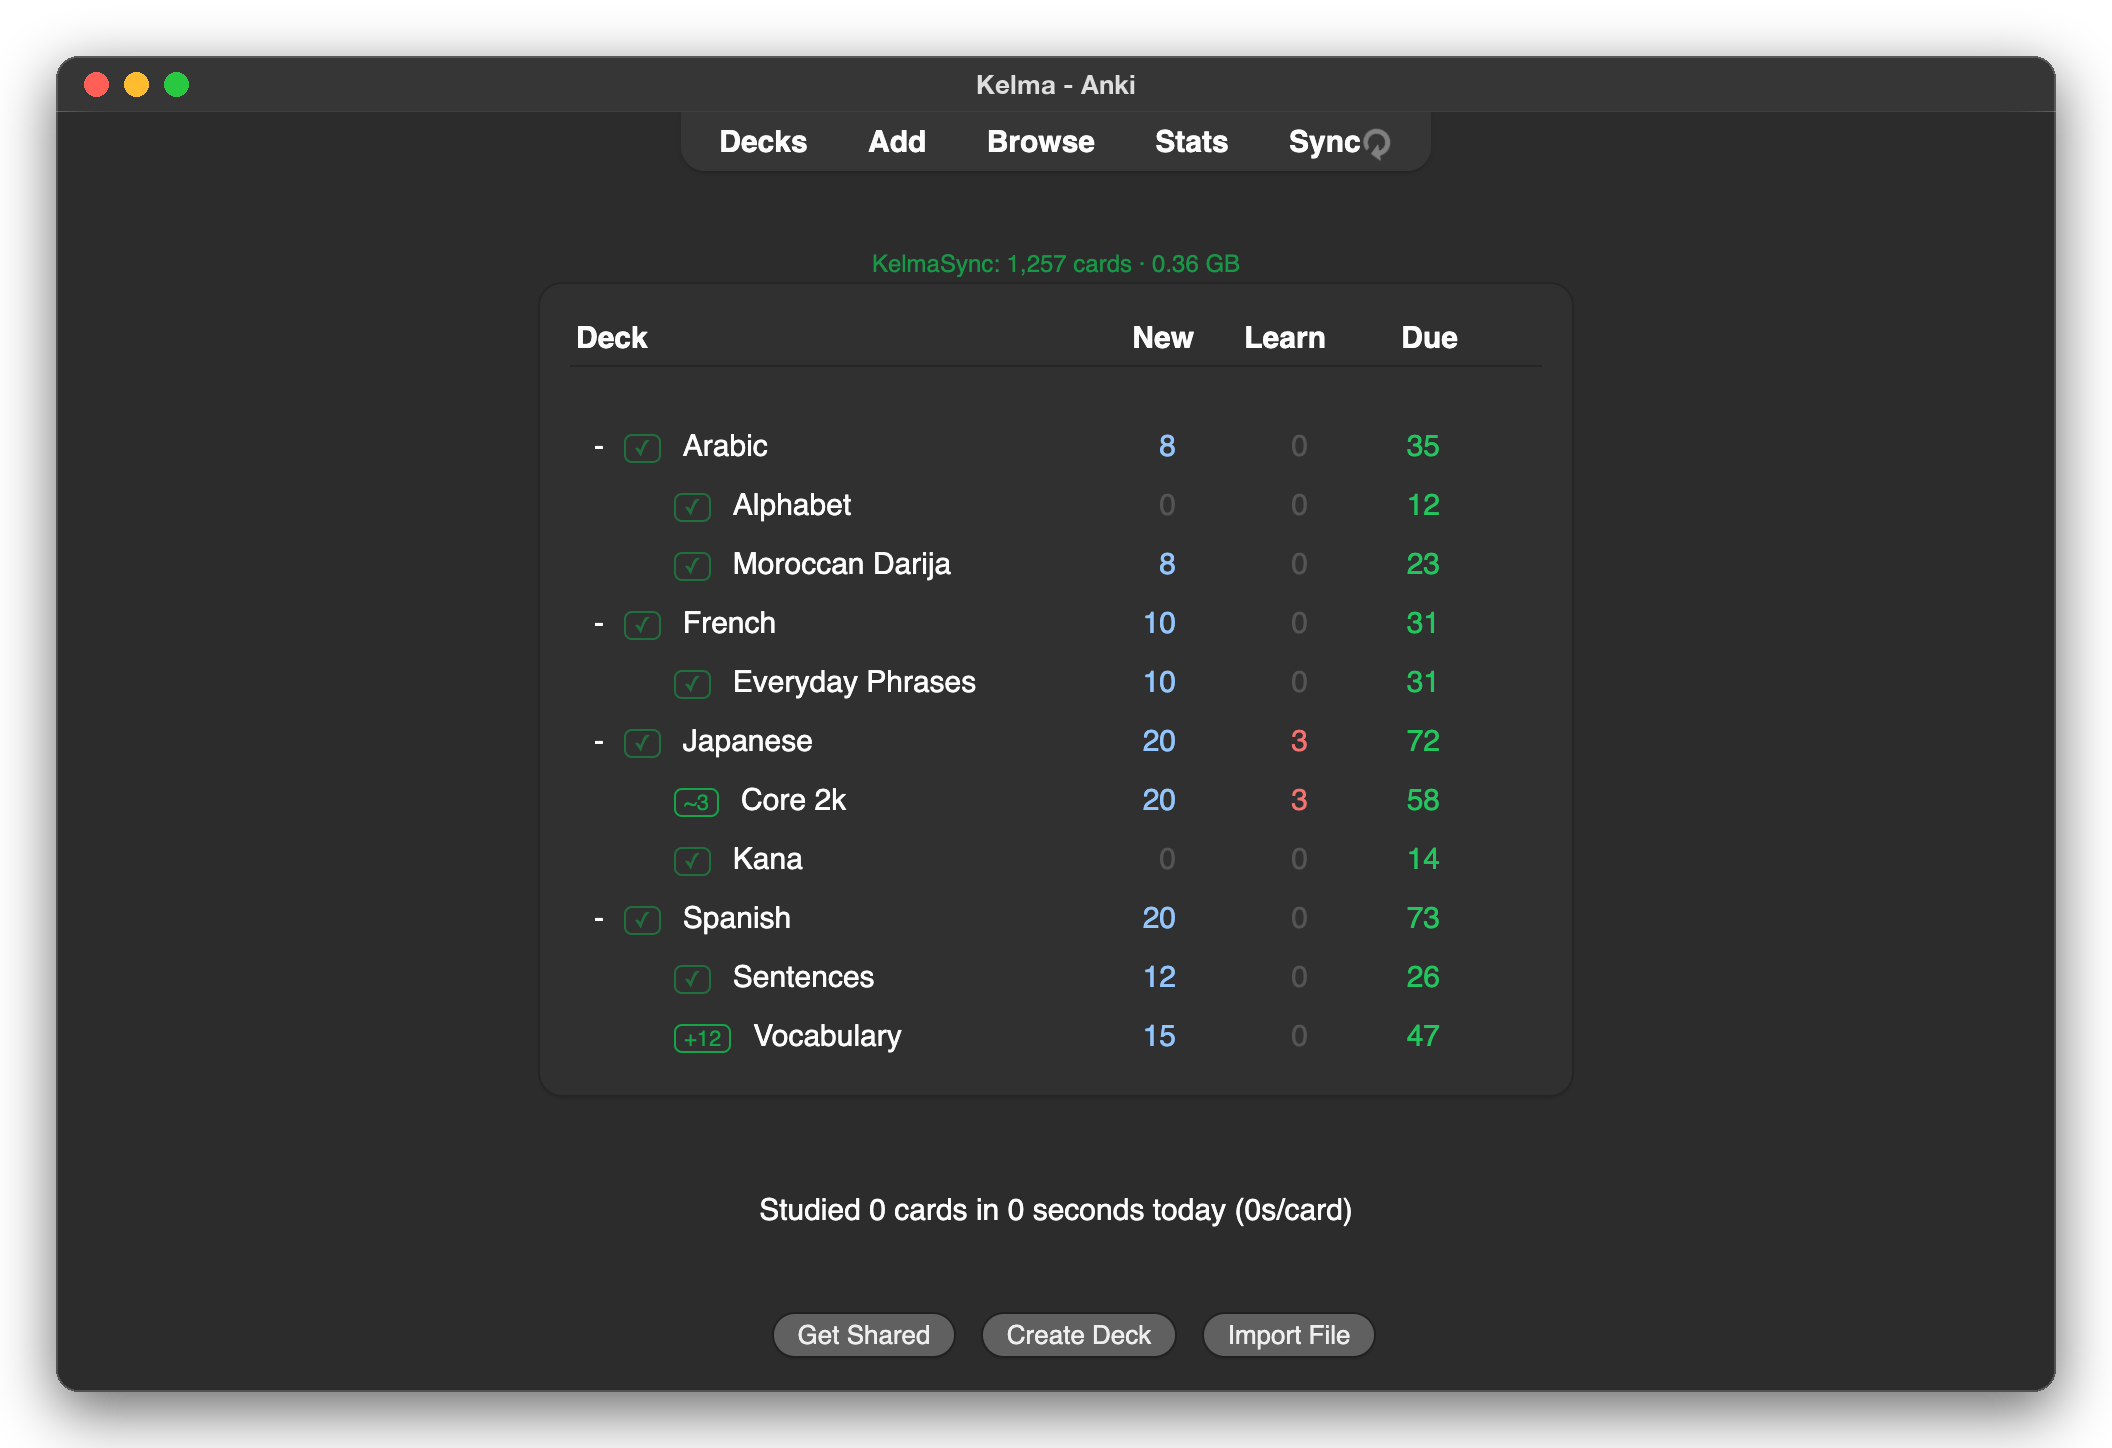 Kelma - Anki
Decks Add Browse Stats Sync
KelmaSync: 1,257 cards · 0.36 GB
Deck New Learn Due
- ✓ Arabic 8 0 35
✓ Alphabet 0 0 12
✓ Moroccan Darija 8 0 23
- ✓ French 10 0 31
✓ Everyday Phrases 10 0 31
- ✓ Japanese 20 3 72
~3 Core 2k 20 3 58
✓ Kana 0 0 14
- ✓ Spanish 20 0 73
✓ Sentences 12 0 26
+12 Vocabulary 15 0 47
Studied 0 cards in 0 seconds today (0s/card)
Get Shared Create Deck Import File